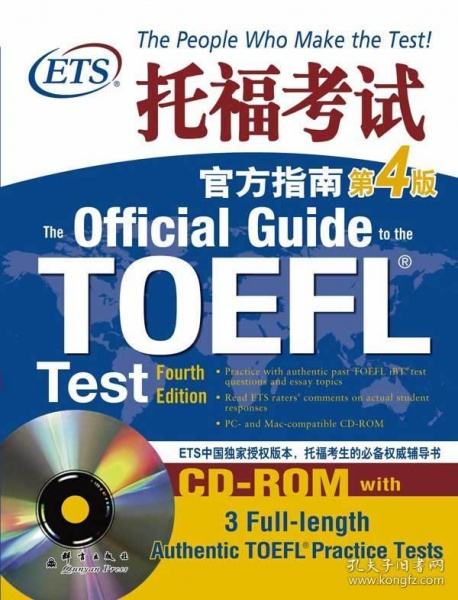 The People Who Make the Test!
ETS®
托福考试
官方指南 第4版
The Official Guide to the
TOEFL®
Test Fourth Edition
• Practice with authentic past TOEFL iBT® test
questions and essay topics
• Read ETS raters' comments on actual student
responses
• PC- and Mac-compatible CD-ROM
ETS中国独家授权版本，托福考生的必备权威辅导书
CD-ROM with
3 Full-length
Authentic TOEFL® Practice Tests
群言出版社
Qunyan Press
孔夫子旧书网
www.kongfz.com